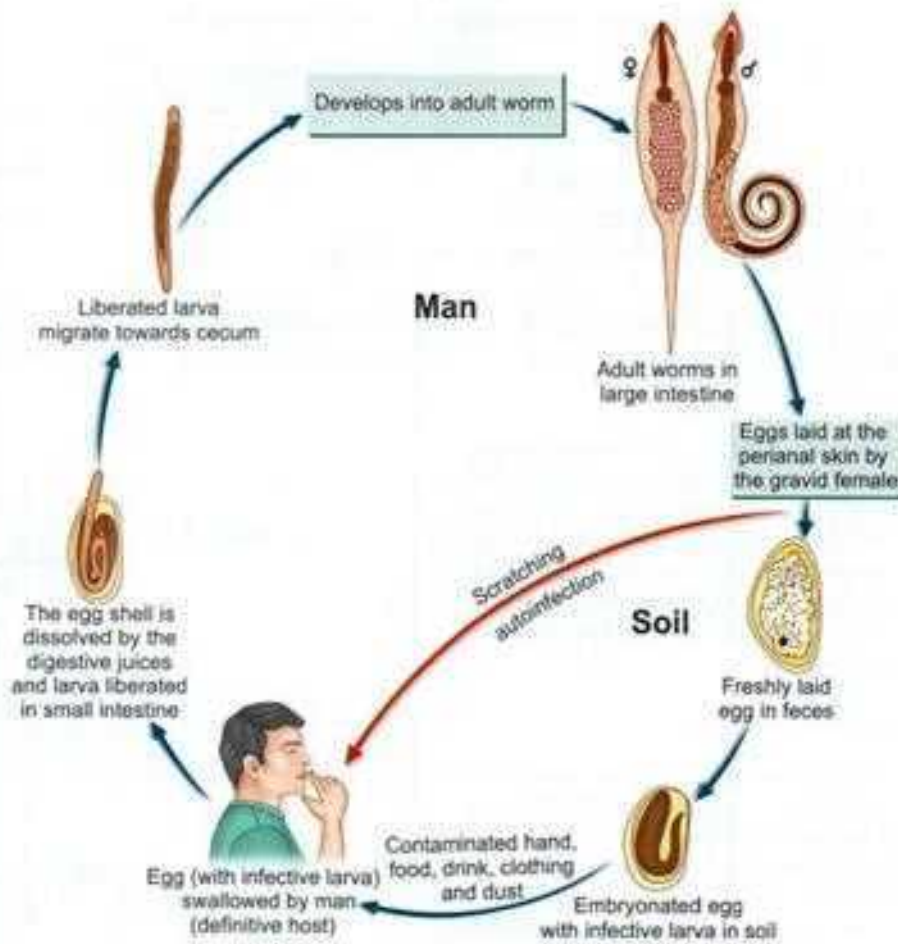 Develops into adult worm
♀
♂
Liberated larva
migrate towards cecum
Man
Adult worms in
large intestine
Eggs laid at the
perianal skin by
the gravid female
Scratching
autoinfection
Soil
The egg shell is
dissolved by the
digestive juices
and larva liberated
in small intestine
Freshly laid
egg in feces
Contaminated hand,
food, drink, clothing
and dust
Egg (with infective larva)
swallowed by man
(definitive host)
Embryonated egg
with infective larva in soil